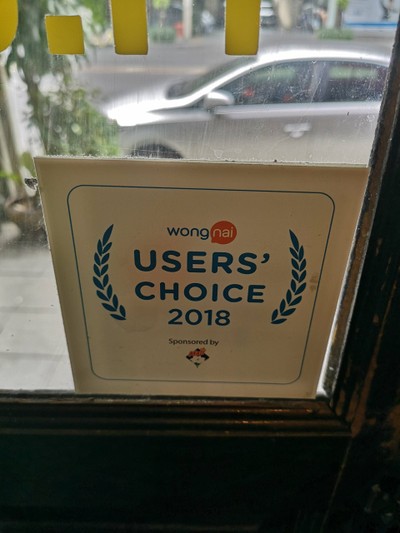 wongnai
USERS'
CHOICE
2018
Sponsored by